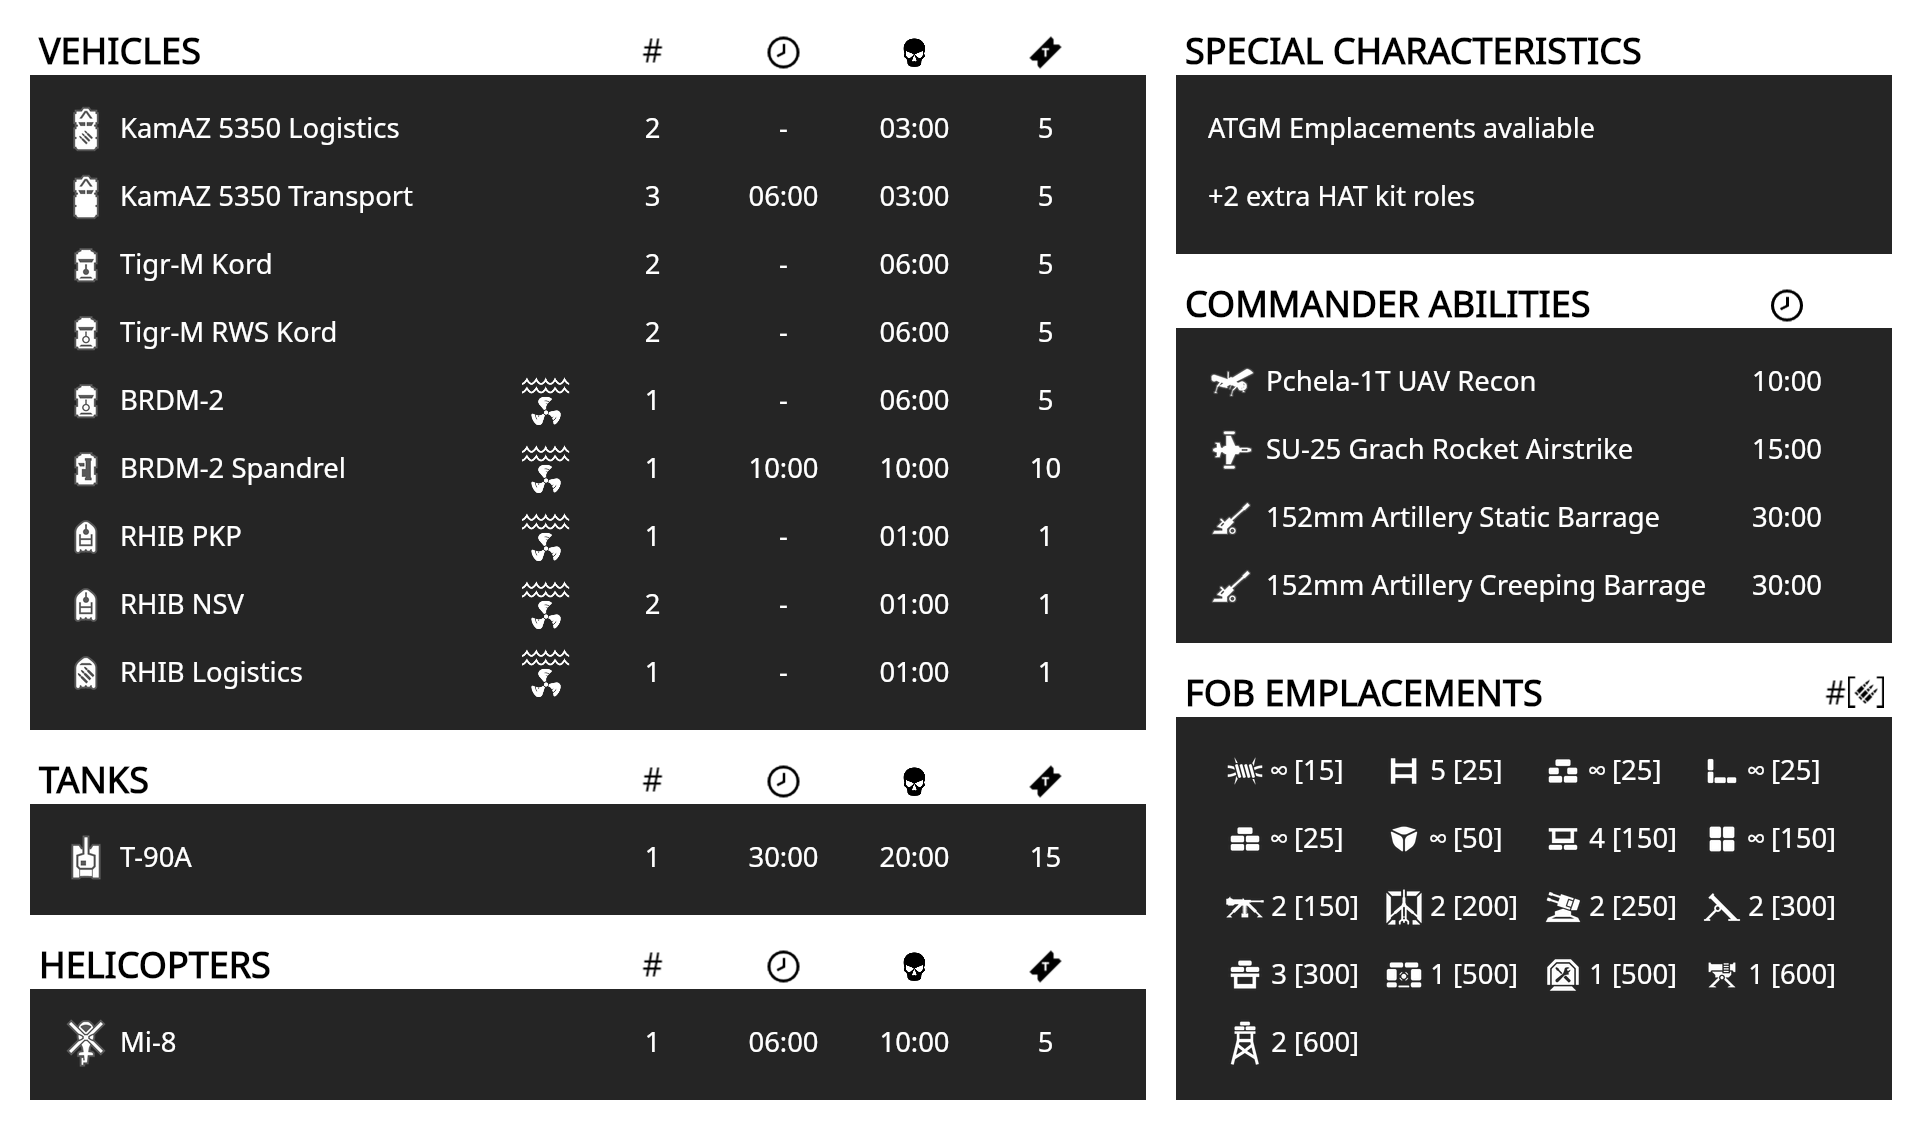 VEHICLES #
KamAZ 5350 Logistics 2 - 03:00 5
KamAZ 5350 Transport 3 06:00 03:00 5
Tigr-M Kord 2 - 06:00 5
Tigr-M RWS Kord 2 - 06:00 5
BRDM-2 1 - 06:00 5
BRDM-2 Spandrel 1 10:00 10:00 10
RHIB PKP 1 - 01:00 1
RHIB NSV 2 - 01:00 1
RHIB Logistics 1 - 01:00 1
TANKS #
T-90A 1 30:00 20:00 15
HELICOPTERS #
Mi-8 1 06:00 10:00 5
SPECIAL CHARACTERISTICS
ATGM Emplacements avaliable
+2 extra HAT kit roles
COMMANDER ABILITIES
Pchela-1T UAV Recon 10:00
SU-25 Grach Rocket Airstrike 15:00
152mm Artillery Static Barrage 30:00
152mm Artillery Creeping Barrage 30:00
FOB EMPLACEMENTS #[]
∞ [15] 5 [25] ∞ [25] ∞ [25]
∞ [25] ∞ [50] 4 [150] ∞ [150]
2 [150] 2 [200] 2 [250] 2 [300]
3 [300] 1 [500] 1 [500] 1 [600]
2 [600]